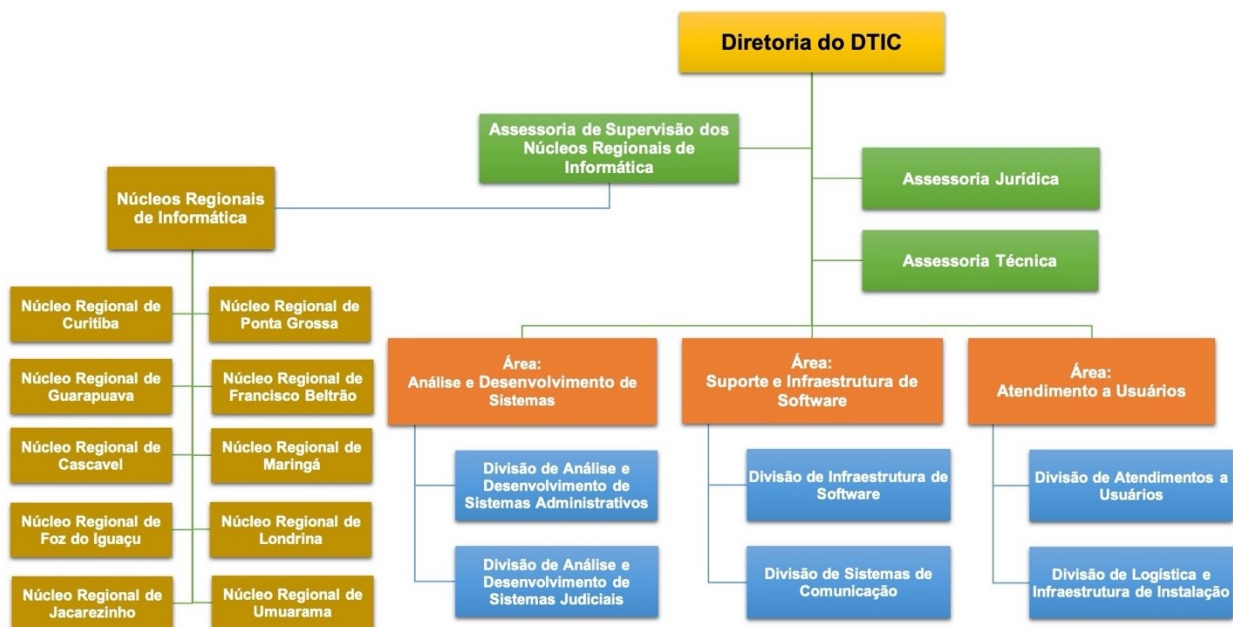 Diretoria do DTIC
Assessoria de Supervisão dos
Núcleos Regionais de
Informática
Assessoria Jurídica
Assessoria Técnica
Núcleos Regionais
de Informática
Núcleo Regional de
Curitiba
Núcleo Regional de
Ponta Grossa
Núcleo Regional de
Guarapuava
Núcleo Regional de
Francisco Beltrão
Núcleo Regional de
Cascavel
Núcleo Regional de
Maringá
Núcleo Regional de
Foz do Iguaçu
Núcleo Regional de
Londrina
Núcleo Regional de
Jacarezinho
Núcleo Regional de
Umuarama
Área:
Análise e Desenvolvimento de
Sistemas
Divisão de Análise e
Desenvolvimento de
Sistemas Administrativos
Divisão de Análise e
Desenvolvimento de
Sistemas Judiciais
Área:
Suporte e Infraestrutura de
Software
Divisão de Infraestrutura de
Software
Divisão de Sistemas de
Comunicação
Área:
Atendimento a Usuários
Divisão de Atendimentos a
Usuários
Divisão de Logística e
Infraestrutura de Instalação